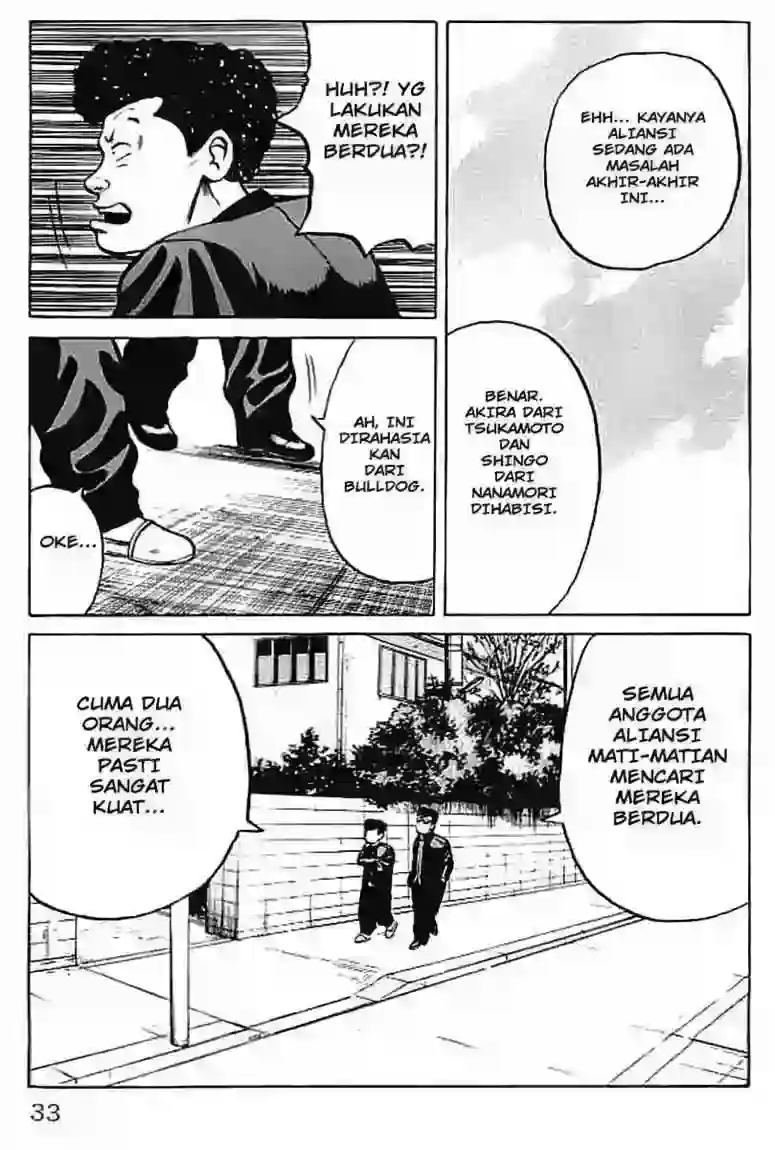 EHH... KAYANYA
ALIANSI
SEDANG ADA
MASALAH
AKHIR-AKHIR
INI...
BENAR.
AKIRA DARI
TSUKAMOTO
DAN
SHINGO
DARI
NANAMORI
DIHABISI.
HUH?! YG
LAKUKAN
MEREKA
BERDUA?!
AH, INI
DIRAHASIA
KAN
DARI
BULLDOG.
OKE...
SEMUA
ANGGOTA
ALIANSI
MATI-MATIAN
MENCARI
MEREKA
BERDUA.
CUMA DUA
ORANG...
MEREKA
PASTI
SANGAT
KUAT...
33